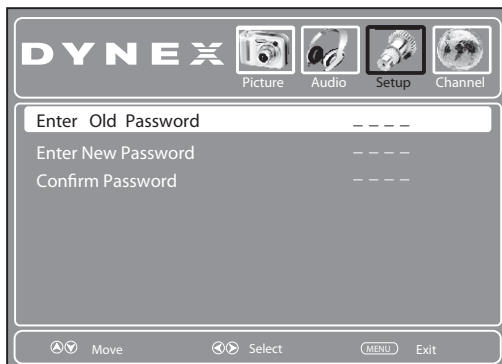 DYNEX
Picture Audio Setup Channel
Enter Old Password _ _ _ _
Enter New Password _ _ _ _
Confirm Password _ _ _ _
Move Select MENU Exit